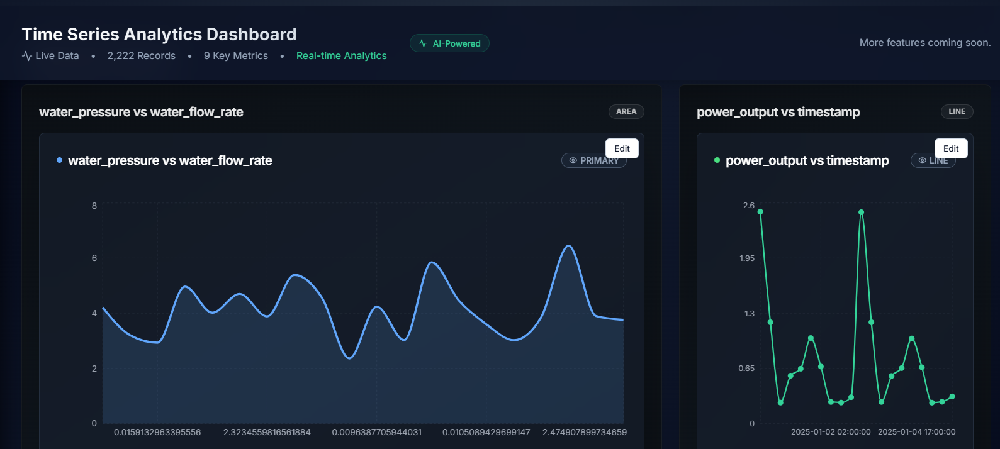 Time Series Analytics Dashboard
Live Data • 2,222 Records • 9 Key Metrics • Real-time Analytics
AI-Powered
More features coming soon.
water_pressure vs water_flow_rate
AREA
water_pressure vs water_flow_rate
Edit
PRIMARY
8
6
4
2
0
0.0159132963395556
2.3234559816561884
0.0096387705944031
0.0105089429699147
2.474907899734659
power_output vs timestamp
LINE
power_output vs timestamp
Edit
LINE
2.6
1.95
1.3
0.65
0
2025-01-02 02:00:00
2025-01-04 17:00:00